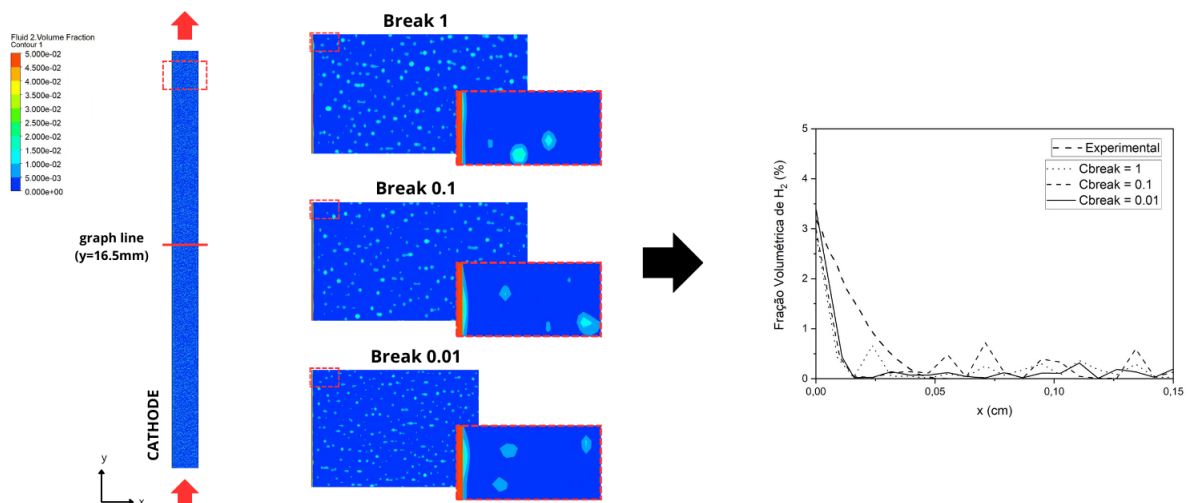 Fluid 2.Volume Fraction
Contour 1
5.000e-02
4.500e-02
4.000e-02
3.500e-02
3.000e-02
2.500e-02
2.000e-02
1.500e-02
1.000e-02
5.000e-03
0.000e+00
graph line
(y=16.5mm)
CATHODE
y
x
Break 1
Break 0.1
Break 0.01
Fração Volumétrica de H₂ (%)
5
4
3
2
1
0
Experimental
Cbreak = 1
Cbreak = 0.1
Cbreak = 0.01
0,00
0,05
0,10
0,15
x (cm)